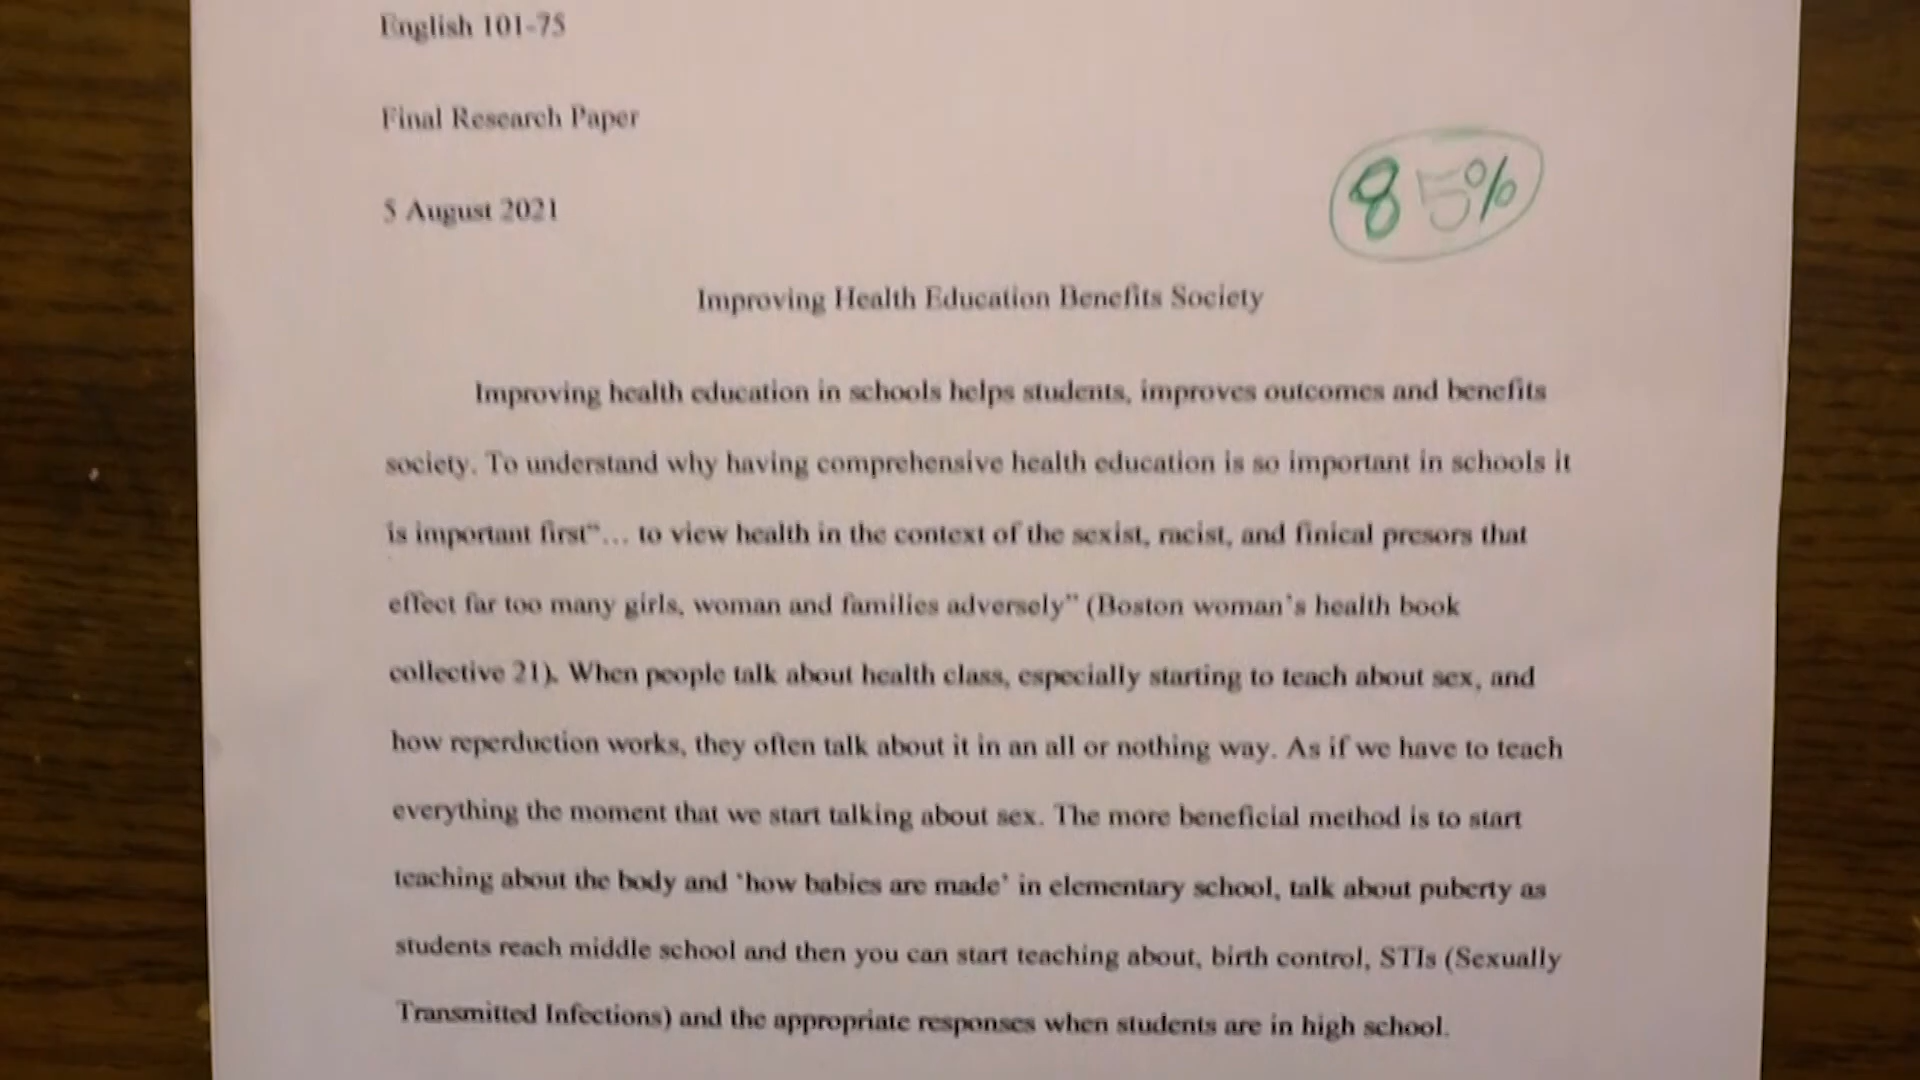 English 101-75
Final Research Paper
85%
5 August 2021
Improving Health Education Benefits Society
Improving health education in schools helps students, improves outcomes and benefits
society. To understand why having comprehensive health education is so important in schools it
is important first“… to view health in the context of the sexist, racist, and finical presors that
effect far too many girls, woman and families adversely” (Boston woman’s health book
collective 21). When people talk about health class, especially starting to teach about sex, and
how reperduction works, they often talk about it in an all or nothing way. As if we have to teach
everything the moment that we start talking about sex. The more beneficial method is to start
teaching about the body and ‘how babies are made’ in elementary school, talk about puberty as
students reach middle school and then you can start teaching about, birth control, STIs (Sexually
Transmitted Infections) and the appropriate responses when students are in high school.